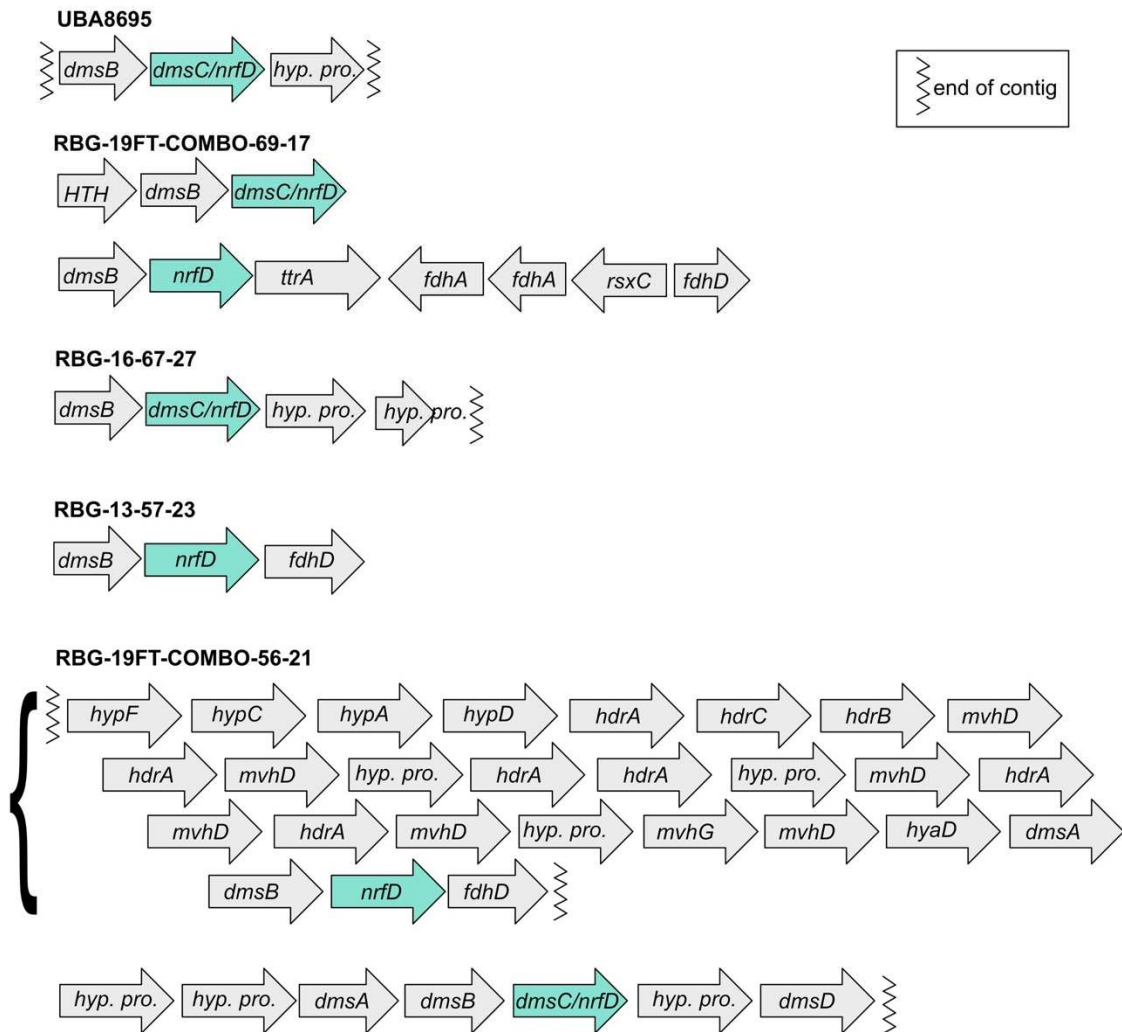 UBA8695
dmsB dmsC/nrfD hyp. pro.
end of contig
RBG-19FT-COMBO-69-17
HTH dmsB dmsC/nrfD
dmsB nrfD ttrA fdhA fdhA rsxC fdhD
RBG-16-67-27
dmsB dmsC/nrfD hyp. pro. hyp. pro.
RBG-13-57-23
dmsB nrfD fdhD
RBG-19FT-COMBO-56-21
hypF hypC hypA hypD hdrA hdrC hdrB mvhD
hdrA mvhD hyp. pro. hdrA hdrA hyp. pro. mvhD hdrA
mvhD hdrA mvhD hyp. pro. mvhG mvhD hyaD dmsA
dmsB nrfD fdhD
hyp. pro. hyp. pro. dmsA dmsB dmsC/nrfD hyp. pro. dmsD